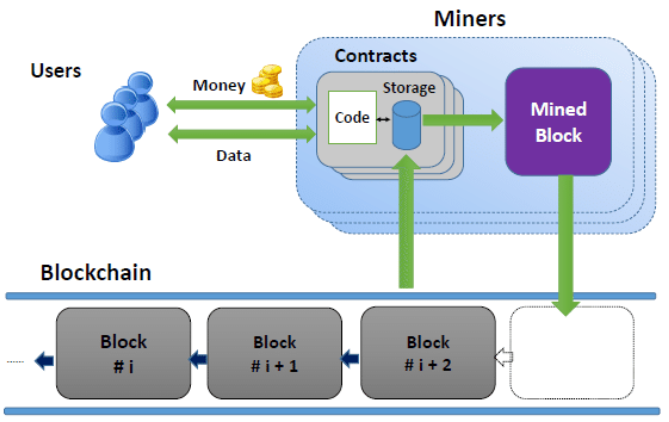 Miners
Contracts
Users
Money
Storage
Code
Mined
Block
Data
Blockchain
Block
# i
Block
# i + 1
Block
# i + 2
.....